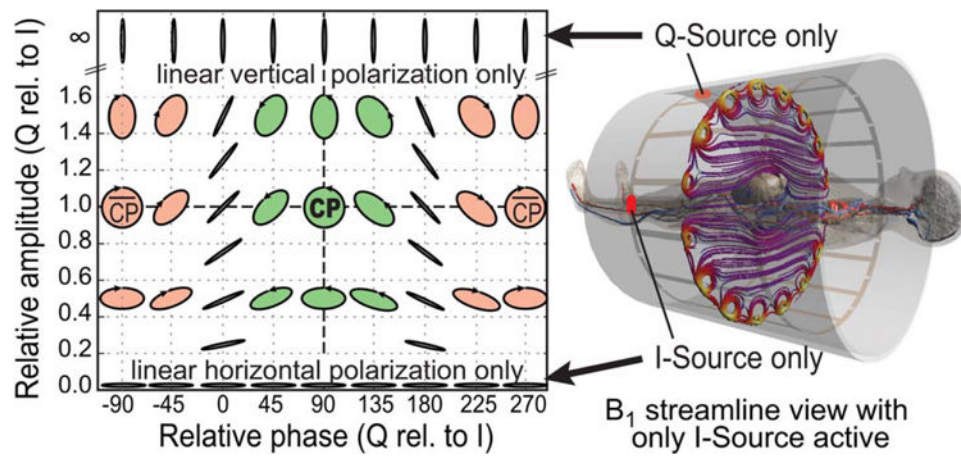 Relative amplitude (Q rel. to I)
∞
linear vertical polarization only
1.6
1.4
CP CP CP
1.0
0.8
0.6
0.4
0.2
linear horizontal polarization only
0.0
-90 -45 0 45 90 135 180 225 270
Relative phase (Q rel. to I)
Q-Source only
I-Source only
B₁ streamline view with
only I-Source active